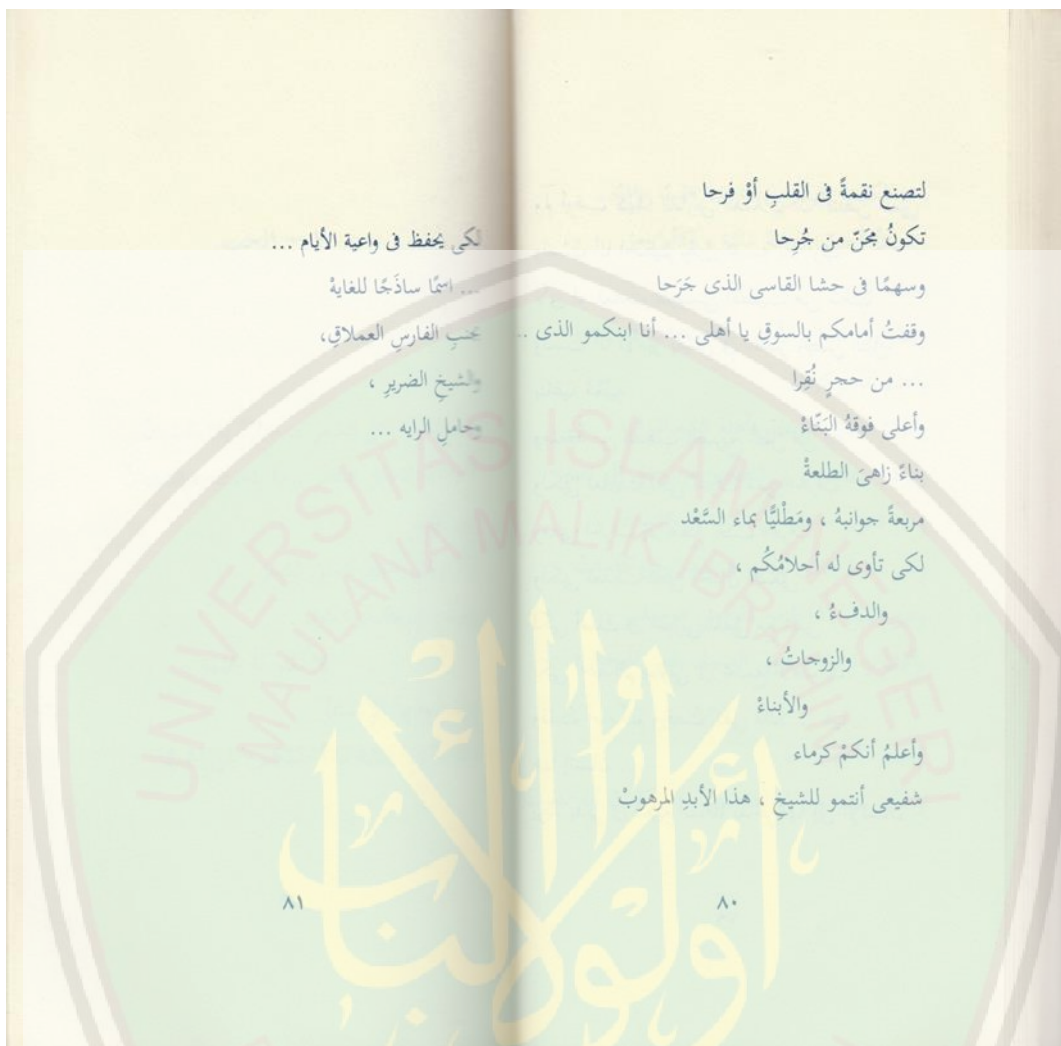 لتصنع نقمةً فى القلبِ أوْ فرحا
تكونُ مِجَنّ من جُرِحا
وسهمًا فى حشا القاسى الذى جَرَحا
وقفتُ أمامكم بالسوقِ يا أهلى ... أنا ابنكمو الذى ..
... من حجرٍ نُقِرا
وأعلى فوقهُ البَنّاءْ
بناءً زاهىَ الطلعةْ
مربعةً جوانبهُ ، ومَطْليًّا بماء السَّعْد
لكى تأوى له أحلامُكُم ،
والدفءُ ،
والزوجاتُ ،
والأبناءْ
وأعلمُ أنكمْ كرماء
شفيعى أنتمو للشيخِ ، هذا الأبدِ المرهوبْ
٨٠
لكى يحفظ فى واعية الأيام ...
... اسمًا ساذَجًا للغايهْ
بجنبِ الفارسِ العملاقِ،
والشيخِ الضريرِ ،
وحاملِ الرايه ...
٨١
UNIVERSITAS ISLAM NEGERI
MAULANA MALIK IBRAHIM
أولو الألباب